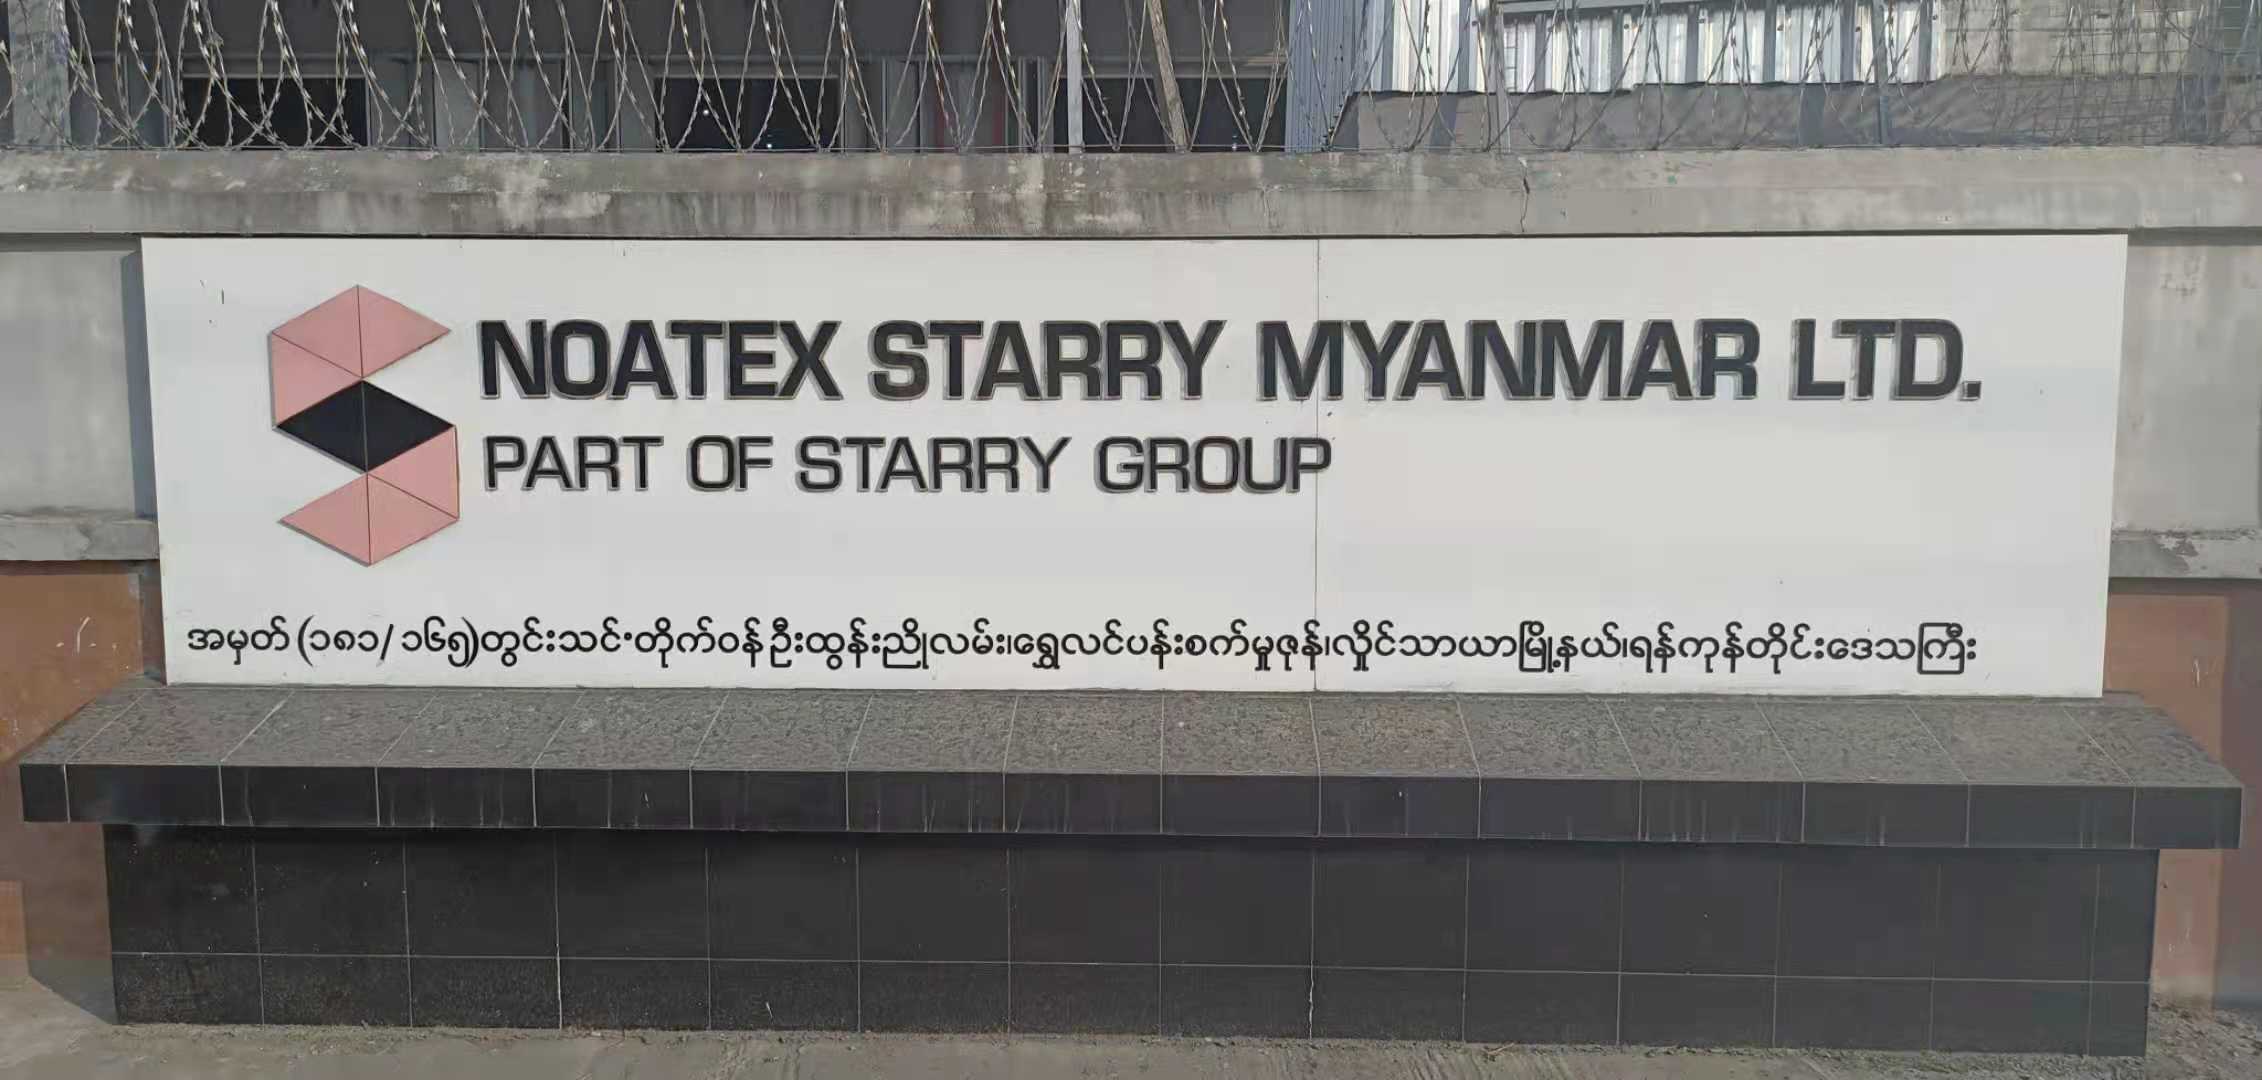 NOATEX STARRY MYANMAR LTD.
PART OF STARRY GROUP
အမှတ်(၁၈၁/၁၆၅)တွင်းသင်းတိုက်ဝန်ဦးထွန်းညိုလမ်း၊ရွှေလင်ပန်းစက်မှုဇုန်၊လှိုင်သာယာမြို့နယ်၊ရန်ကုန်တိုင်းဒေသကြီး